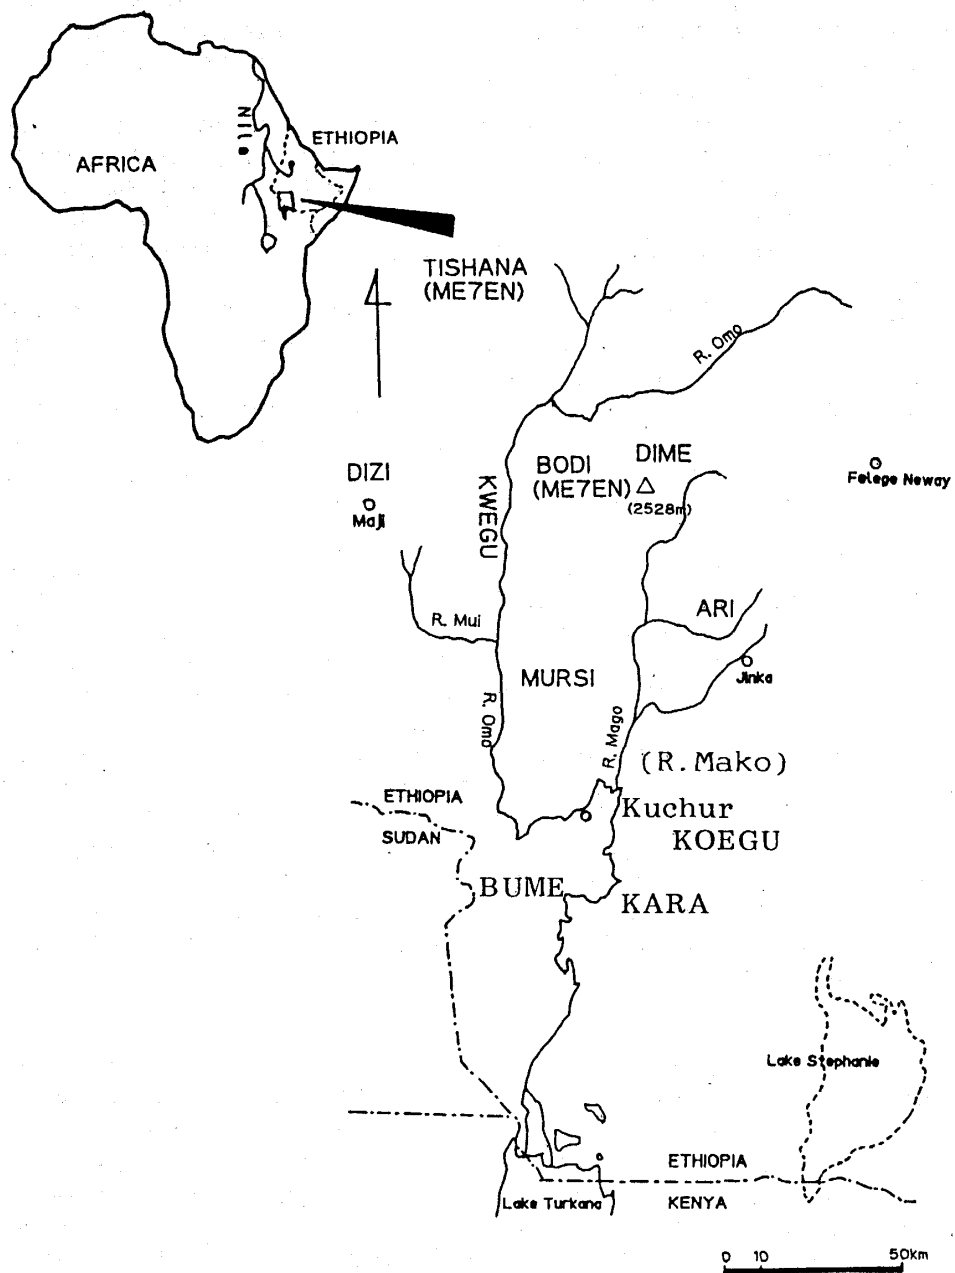 Nile
ETHIOPIA
AFRICA
TISHANA
(ME7EN)
R. Omo
DIZI
Maji
KWEGU
BODI
(ME7EN)
DIME
(2528m)
Felege Neway
R. Mui
ARI
MURSI
Jinka
R. Omo
R. Mago
(R.Mako)
ETHIOPIA
SUDAN
Kuchur
KOEGU
BUME
KARA
Lake Stephanie
ETHIOPIA
KENYA
Lake Turkana
0 10 50km